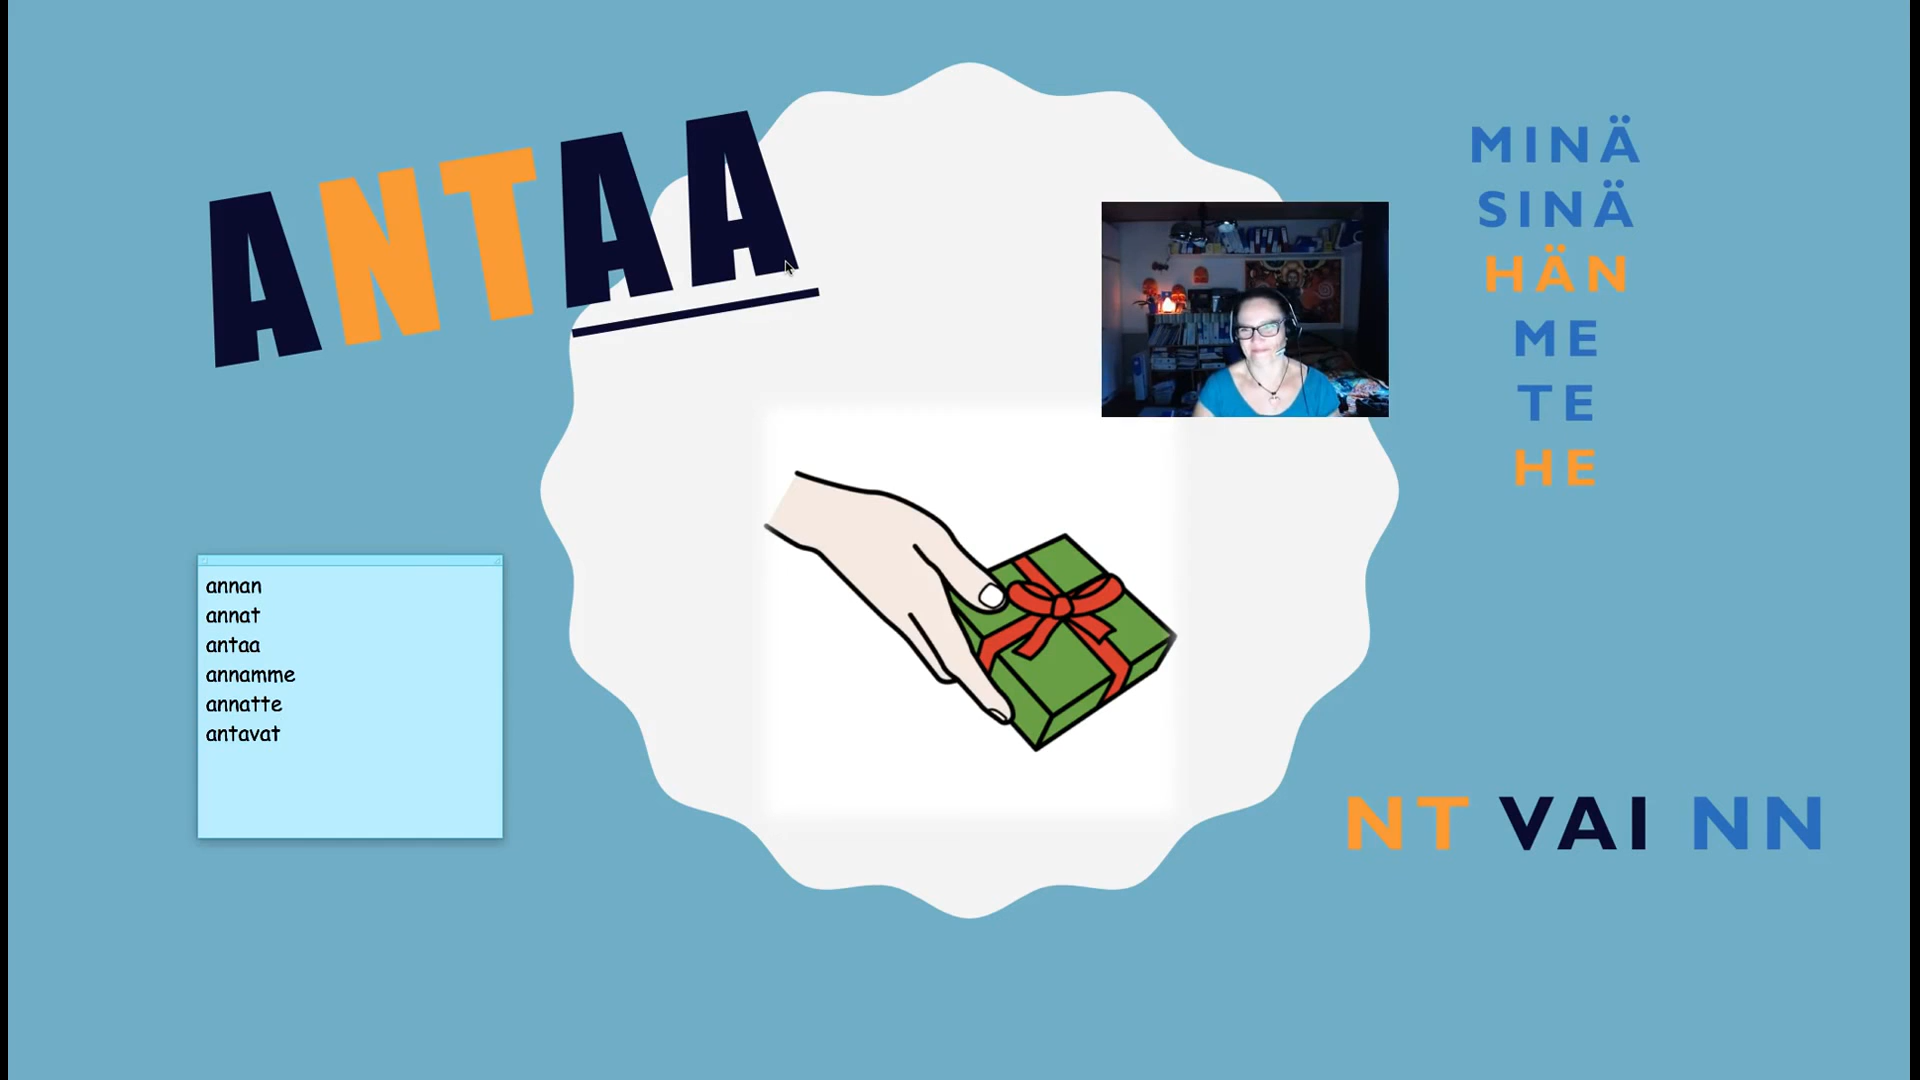 ANTAA
MINÄ
SINÄ
HÄN
ME
TE
HE
annan
annat
antaa
annamme
annatte
antavat
NT VAI NN